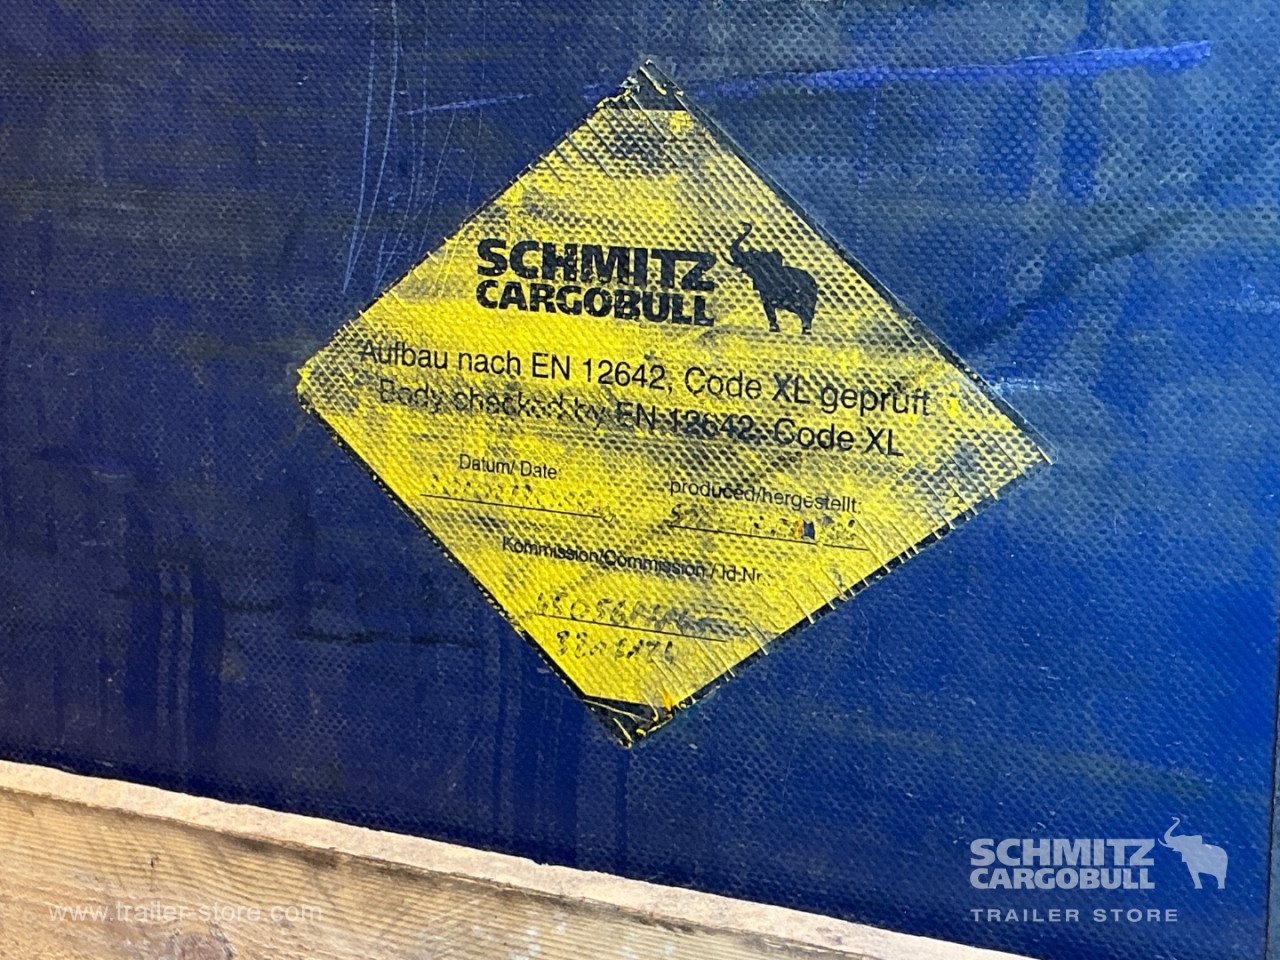 SCHMITZ
CARGOBULL
Aufbau nach EN 12642, Code XL geprüft
Body checked by EN 12642, Code XL
Datum/ Date:
produced/hergestellt:
Kommission/Commission / Id-Nr.:
SCHMITZ
CARGOBULL
TRAILER STORE
www.trailer-store.com